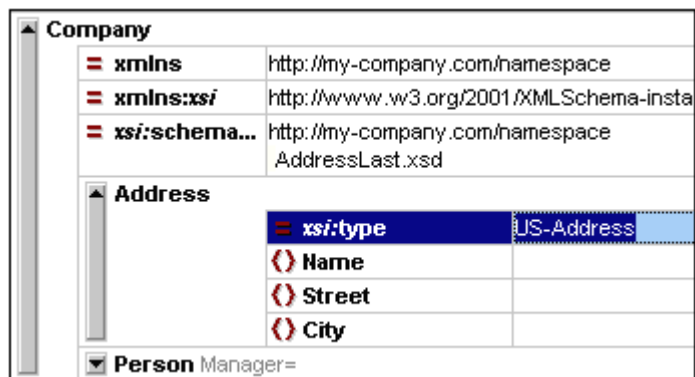 Company
= xmlns http://my-company.com/namespace
= xmlns:xsi http://www.w3.org/2001/XMLSchema-insta
= xsi:schema... http://my-company.com/namespace
AddressLast.xsd
Address
= xsi:type US-Address
{} Name
{} Street
{} City
Person Manager=